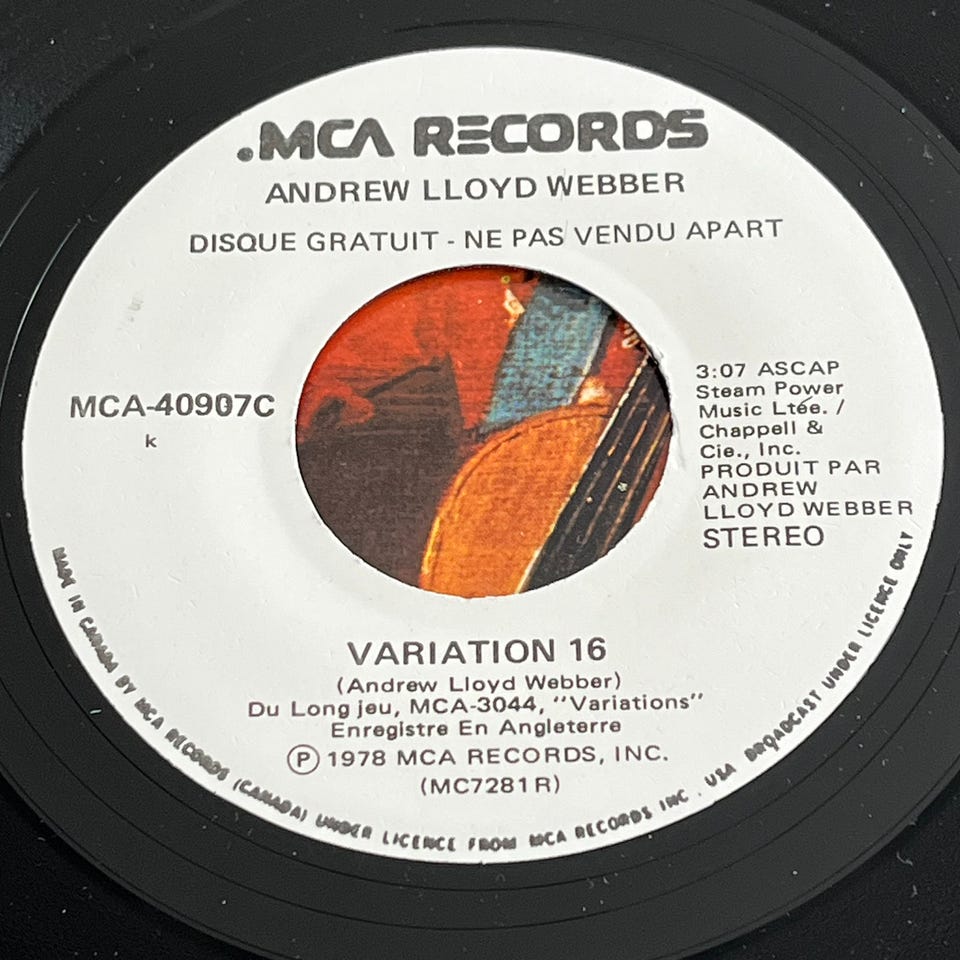 .MCA RECORDS
ANDREW LLOYD WEBBER
DISQUE GRATUIT - NE PAS VENDU APART
MCA-40907C
k
3:07 ASCAP
Steam Power
Music Ltée. /
Chappell &
Cie., Inc.
PRODUIT PAR
ANDREW
LLOYD WEBBER
STEREO
VARIATION 16
(Andrew Lloyd Webber)
Du Long jeu, MCA-3044, "Variations"
Enregistre En Angleterre
℗ 1978 MCA RECORDS, INC.
(MC7281R)
MADE IN CANADA BY MCA RECORDS (CANADA) UNDER LICENCE FROM MCA RECORDS INC. USA BROADCAST UNDER LICENCE ONLY